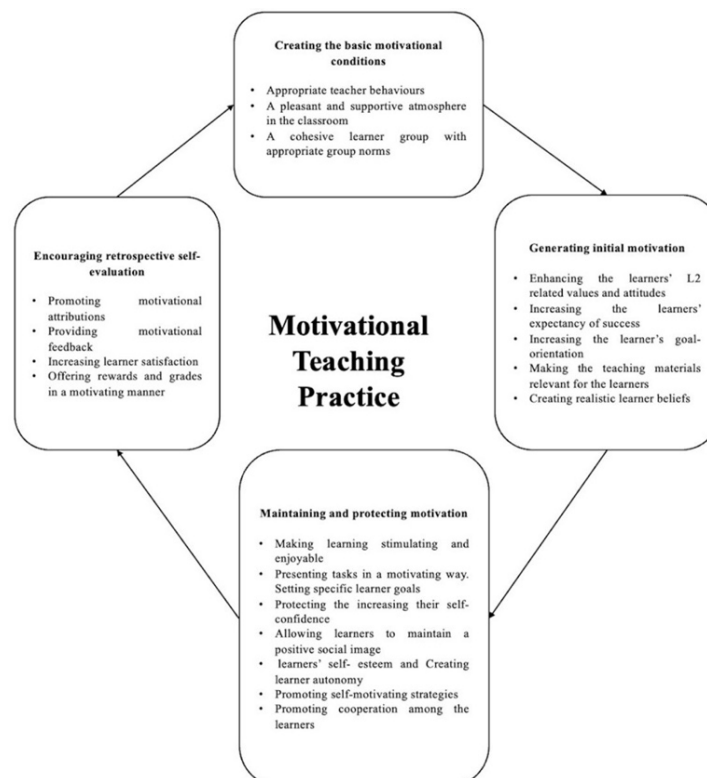 Creating the basic motivational
conditions
• Appropriate teacher behaviours
• A pleasant and supportive atmosphere
in the classroom
• A cohesive learner group with
appropriate group norms
Generating initial motivation
• Enhancing the learners' L2
related values and attitudes
• Increasing the learners'
expectancy of success
• Increasing the learner's goal-
orientation
• Making the teaching materials
relevant for the learners
• Creating realistic learner beliefs
Encouraging retrospective self-
evaluation
• Promoting motivational
attributions
• Providing motivational
feedback
• Increasing learner satisfaction
• Offering rewards and grades
in a motivating manner
Motivational
Teaching
Practice
Maintaining and protecting motivation
• Making learning stimulating and
enjoyable
• Presenting tasks in a motivating way.
Setting specific learner goals
• Protecting the increasing their self-
confidence
• Allowing learners to maintain a
positive social image
• learners' self- esteem and Creating
learner autonomy
• Promoting self-motivating strategies
• Promoting cooperation among the
learners